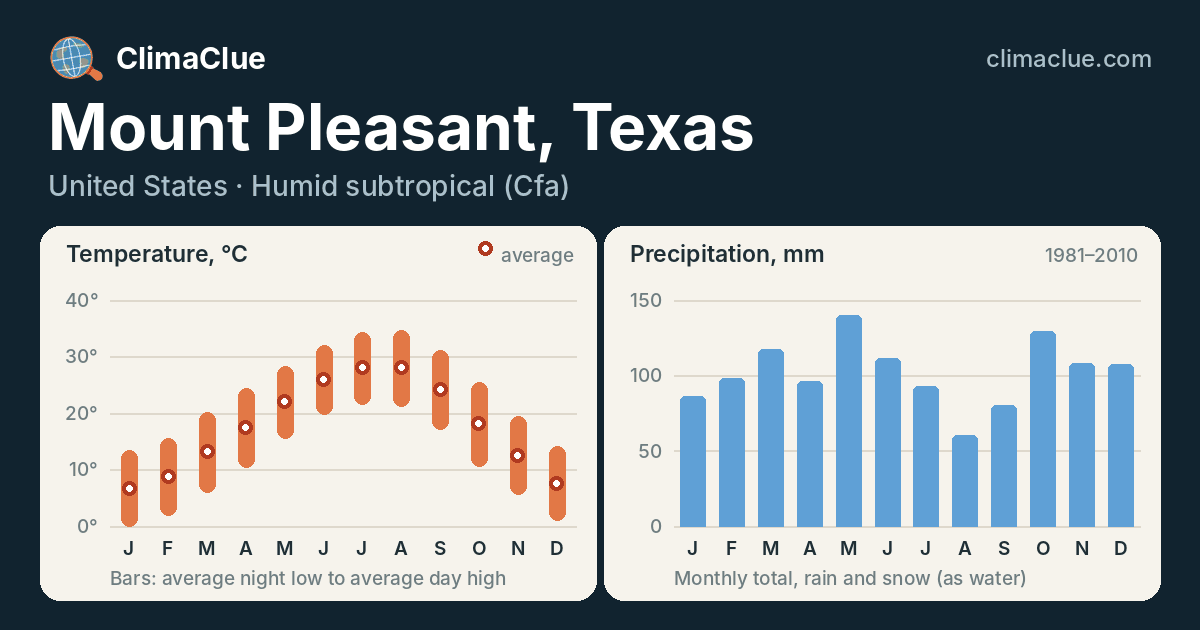 ClimaClue
climaclue.com
Mount Pleasant, Texas
United States · Humid subtropical (Cfa)
Temperature, °C
average
40°
30°
20°
10°
0°
J F M A M J J A S O N D
Bars: average night low to average day high
Precipitation, mm
1981–2010
150
100
50
0
J F M A M J J A S O N D
Monthly total, rain and snow (as water)